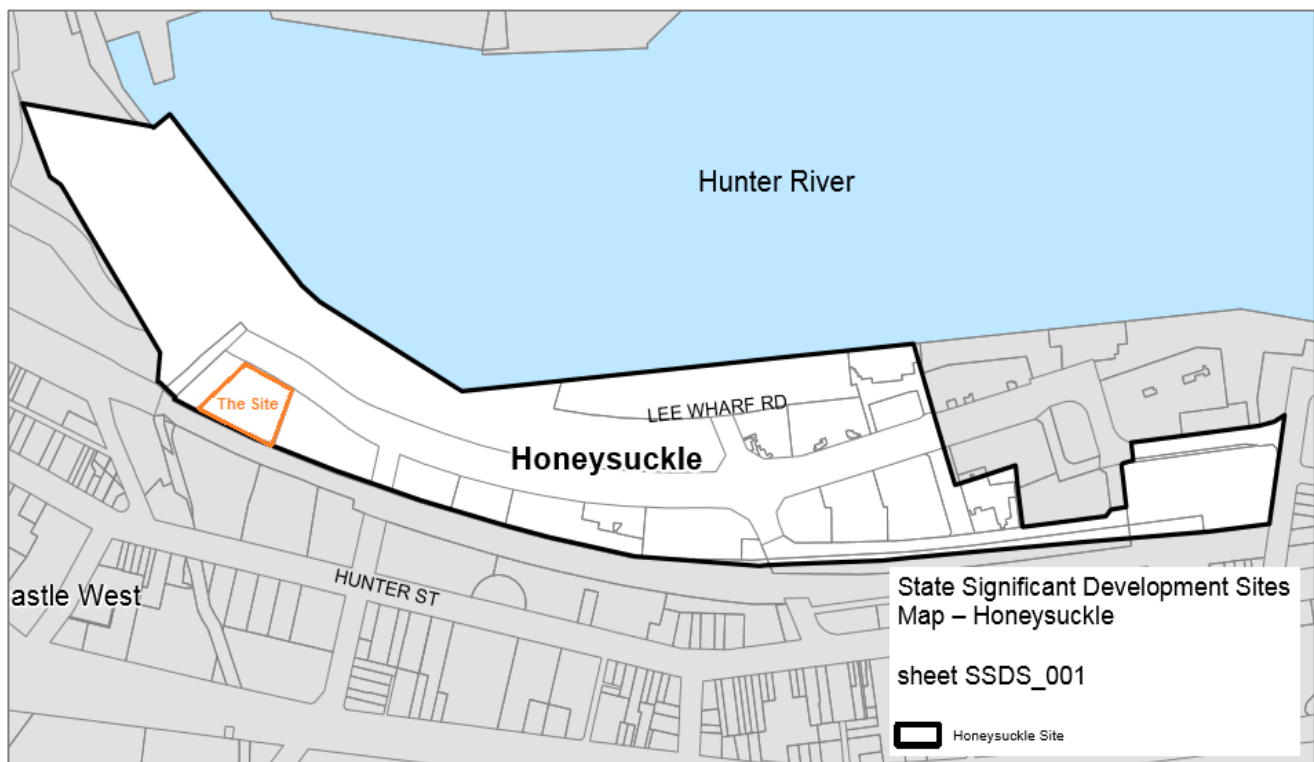 Hunter River
The Site
LEE WHARF RD
Honeysuckle
HUNTER ST
astle West
State Significant Development Sites
Map – Honeysuckle
sheet SSDS_001
Honeysuckle Site